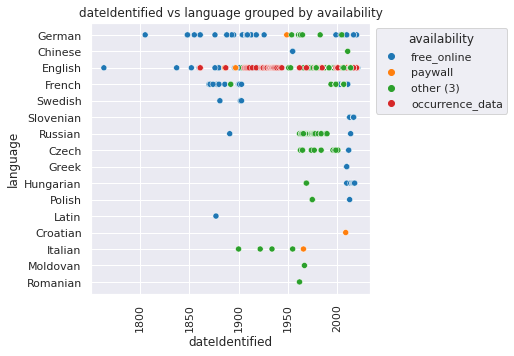 dateIdentified vs language grouped by availability
German
Chinese
English
French
Swedish
Slovenian
Russian
Czech
Greek
Hungarian
Polish
Latin
Croatian
Italian
Moldovan
Romanian
language
1800
1850
1900
1950
2000
dateIdentified
availability
free_online
paywall
other (3)
occurrence_data